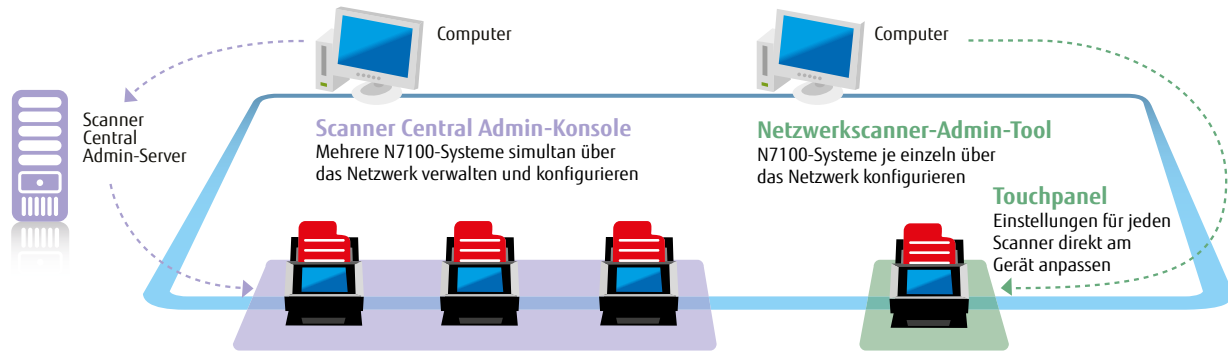 Computer
Computer
Scanner
Central
Admin-Server
Scanner Central Admin-Konsole
Mehrere N7100-Systeme simultan über
das Netzwerk verwalten und konfigurieren
Netzwerkscanner-Admin-Tool
N7100-Systeme je einzeln über
das Netzwerk konfigurieren
Touchpanel
Einstellungen für jeden
Scanner direkt am
Gerät anpassen